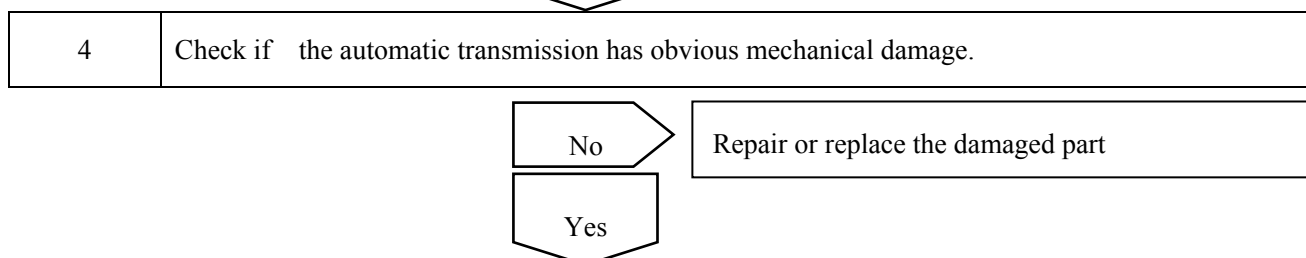 4
Check if the automatic transmission has obvious mechanical damage.
No
Repair or replace the damaged part
Yes